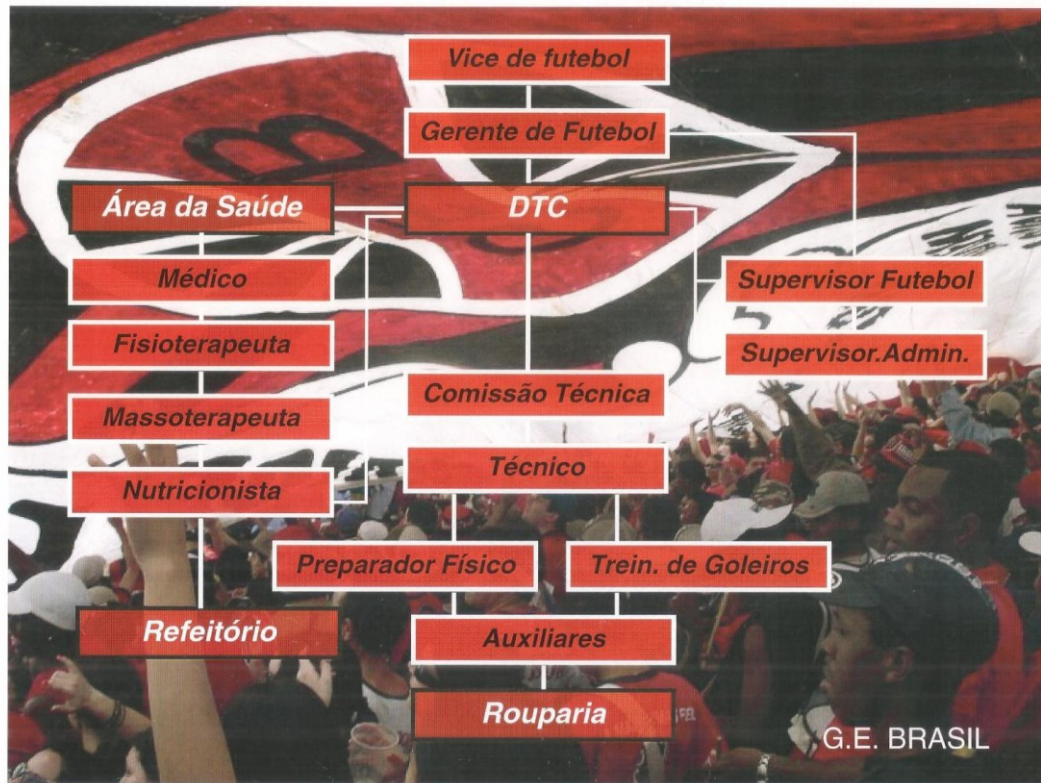 Vice de futebol
Gerente de Futebol
Área da Saúde
DTC
Médico
Supervisor Futebol
Fisioterapeuta
Supervisor.Admin.
Comissão Técnica
Massoterapeuta
Técnico
Nutricionista
Preparador Físico
Trein. de Goleiros
Refeitório
Auxiliares
Rouparia
G.E. BRASIL
B